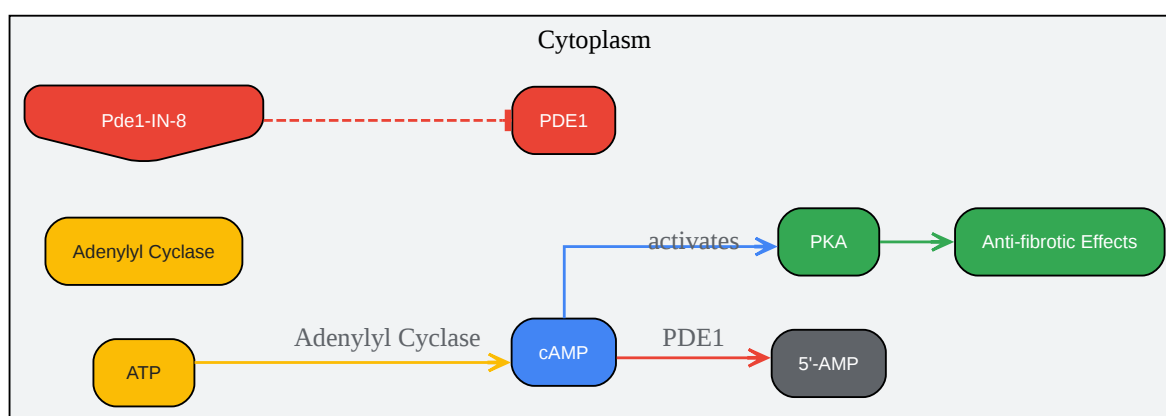 Cytoplasm
Pde1-IN-8
PDE1
Adenylyl Cyclase
activates
PKA
Anti-fibrotic Effects
ATP
Adenylyl Cyclase
cAMP
PDE1
5'-AMP